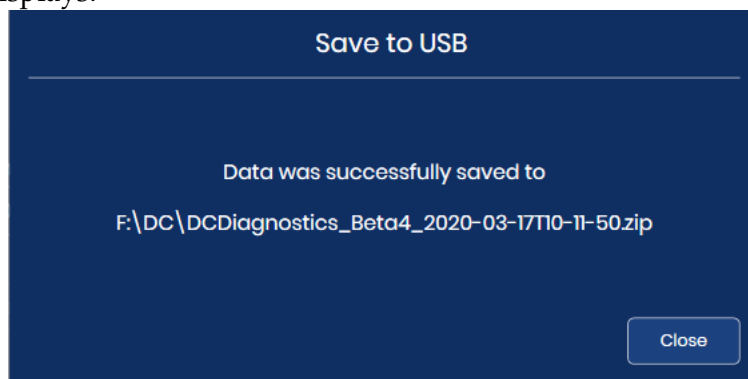 Save to USB
Data was successfully saved to
F:\DC\DCDiagnostics_Beta4_2020-03-17T10-11-50.zip
Close